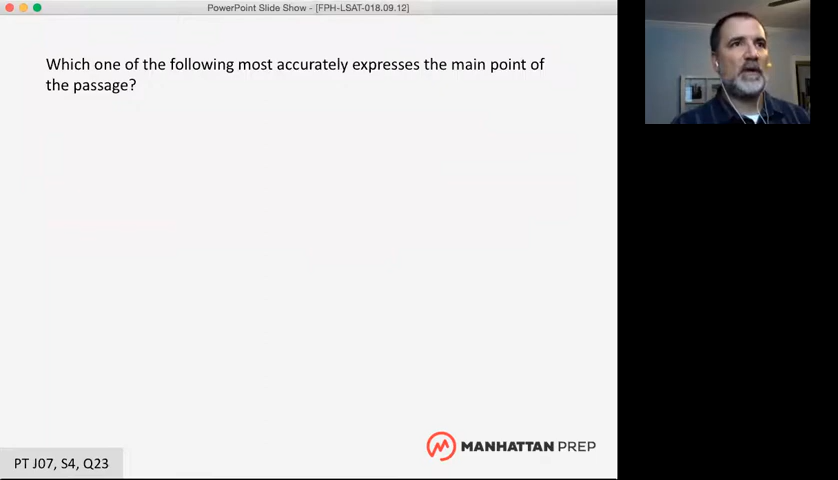 PowerPoint Slide Show - [FPH-LSAT-018.09.12]
Which one of the following most accurately expresses the main point of
the passage?
MANHATTAN PREP
PT J07, S4, Q23